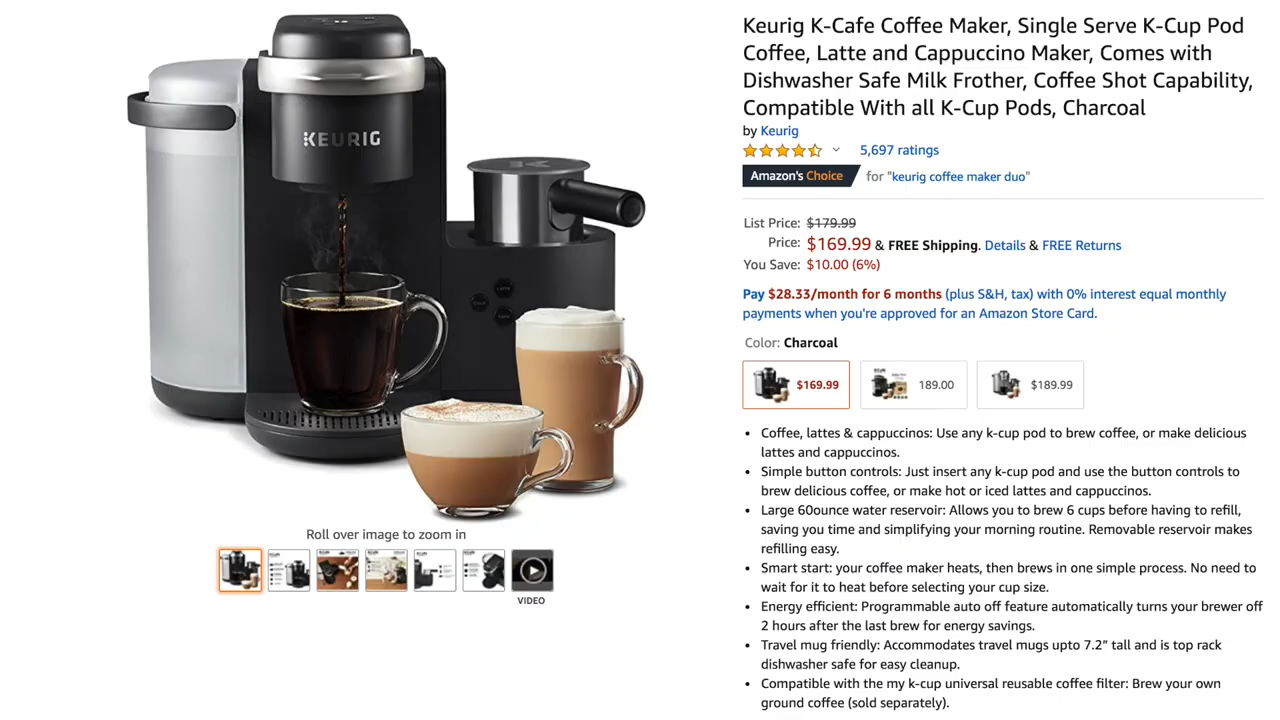 KEURIG
Roll over image to zoom in
VIDEO
Keurig K-Cafe Coffee Maker, Single Serve K-Cup Pod
Coffee, Latte and Cappuccino Maker, Comes with
Dishwasher Safe Milk Frother, Coffee Shot Capability,
Compatible With all K-Cup Pods, Charcoal
by Keurig
5,697 ratings
Amazon's Choice for "keurig coffee maker duo"
List Price: $179.99
Price: $169.99 & FREE Shipping. Details & FREE Returns
You Save: $10.00 (6%)
Pay $28.33/month for 6 months (plus S&H, tax) with 0% interest equal monthly
payments when you're approved for an Amazon Store Card.
Color: Charcoal
$169.99 189.00 $189.99
• Coffee, lattes & cappuccinos: Use any k-cup pod to brew coffee, or make delicious
lattes and cappuccinos.
• Simple button controls: Just insert any k-cup pod and use the button controls to
brew delicious coffee, or make hot or iced lattes and cappuccinos.
• Large 60ounce water reservoir: Allows you to brew 6 cups before having to refill,
saving you time and simplifying your morning routine. Removable reservoir makes
refilling easy.
• Smart start: your coffee maker heats, then brews in one simple process. No need to
wait for it to heat before selecting your cup size.
• Energy efficient: Programmable auto off feature automatically turns your brewer off
2 hours after the last brew for energy savings.
• Travel mug friendly: Accommodates travel mugs upto 7.2” tall and is top rack
dishwasher safe for easy cleanup.
• Compatible with the my k-cup universal reusable coffee filter: Brew your own
ground coffee (sold separately).